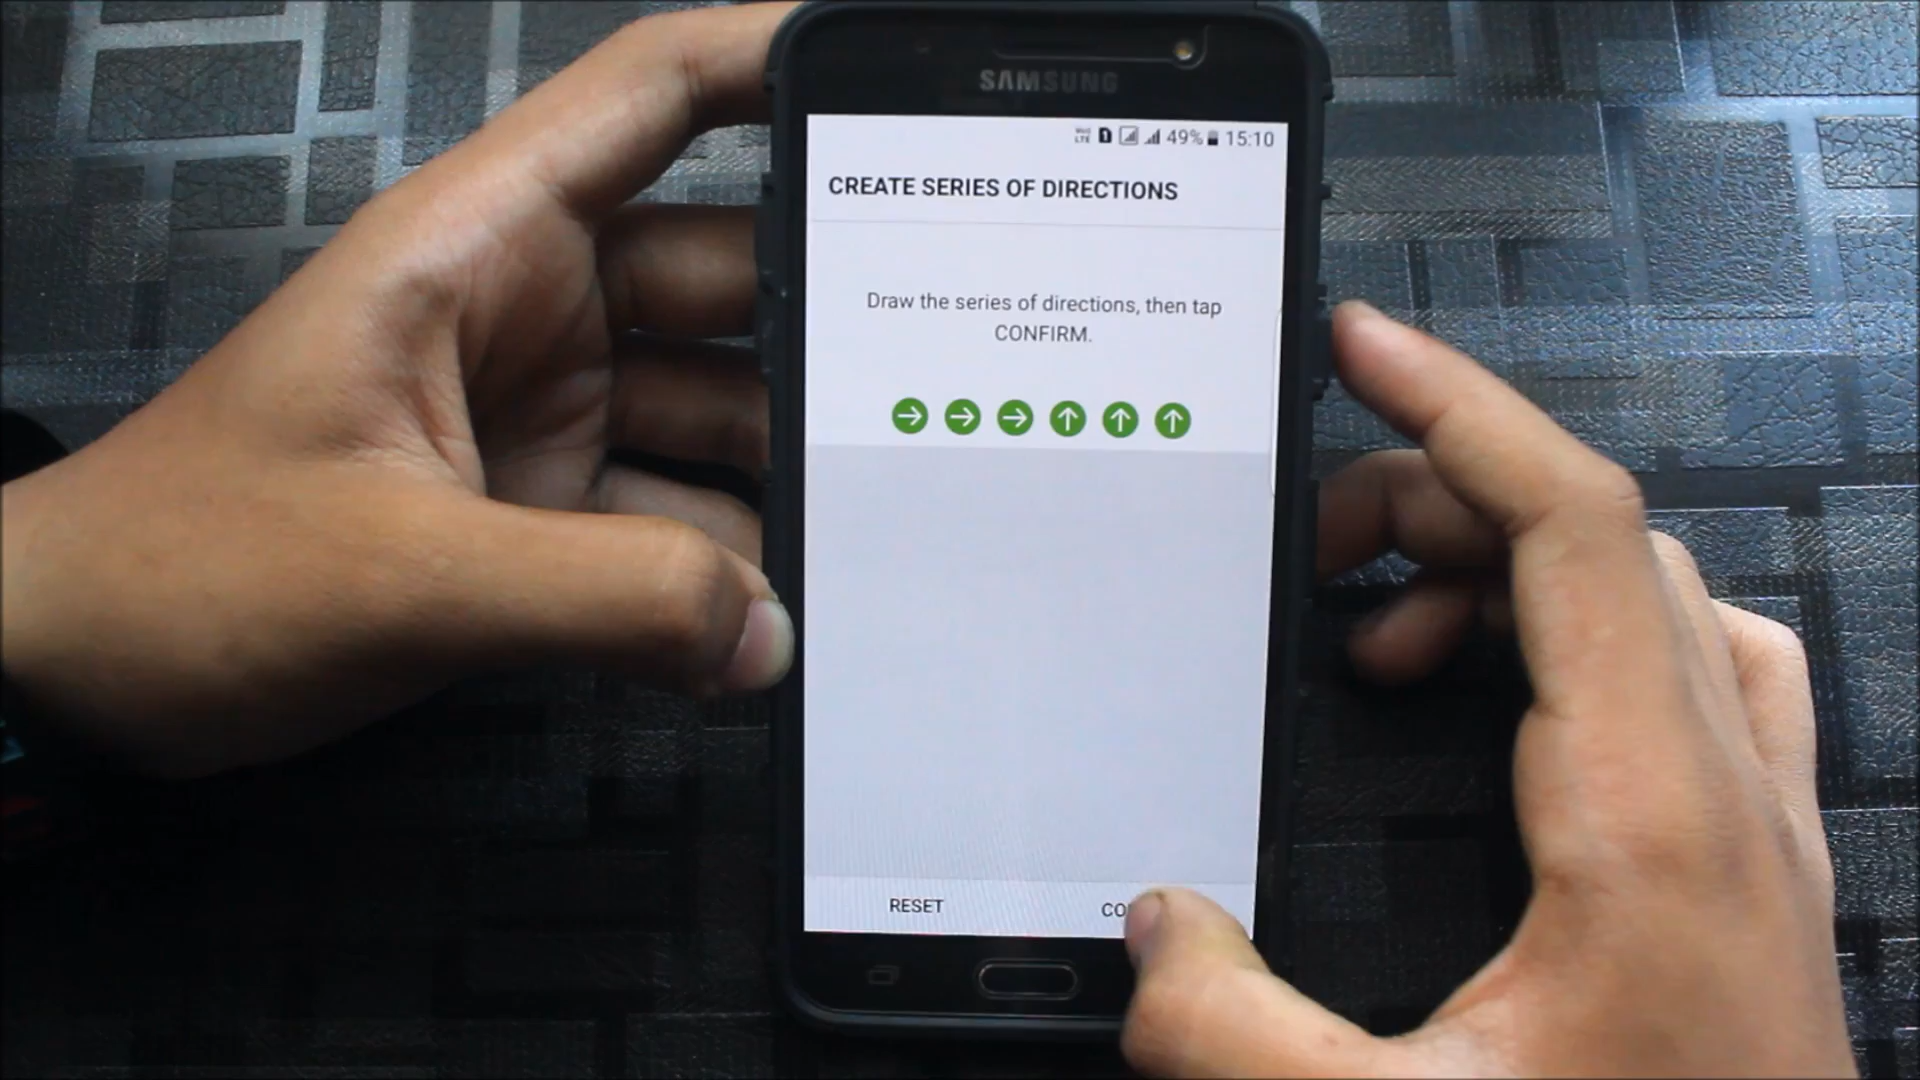 SAMSUNG
49% 15:10
CREATE SERIES OF DIRECTIONS
Draw the series of directions, then tap
CONFIRM.
RESET